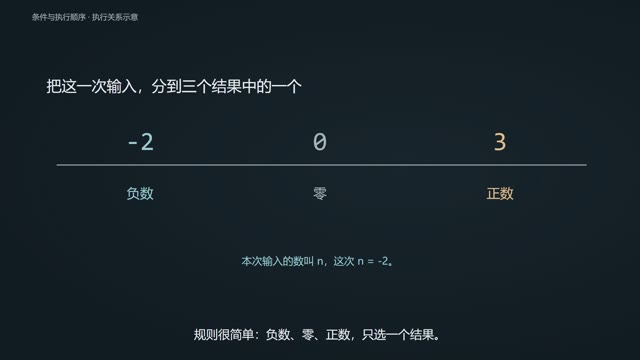 条件与执行顺序 · 执行关系示意
把这一次输入，分到三个结果中的一个
-2 0 3
负数 零 正数
本次输入的数叫 n，这次 n = -2。
规则很简单：负数、零、正数，只选一个结果。